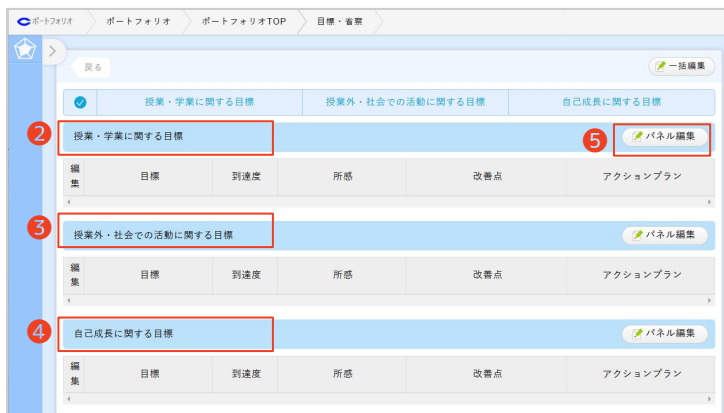 ポートフォリオ ポートフォリオ ポートフォリオTOP 目標・省察
戻る 一括編集
授業・学業に関する目標 授業外・社会での活動に関する目標 自己成長に関する目標
2 授業・学業に関する目標 5 パネル編集
編集 目標 到達度 所感 改善点 アクションプラン
3 授業外・社会での活動に関する目標 パネル編集
編集 目標 到達度 所感 改善点 アクションプラン
4 自己成長に関する目標 パネル編集
編集 目標 到達度 所感 改善点 アクションプラン